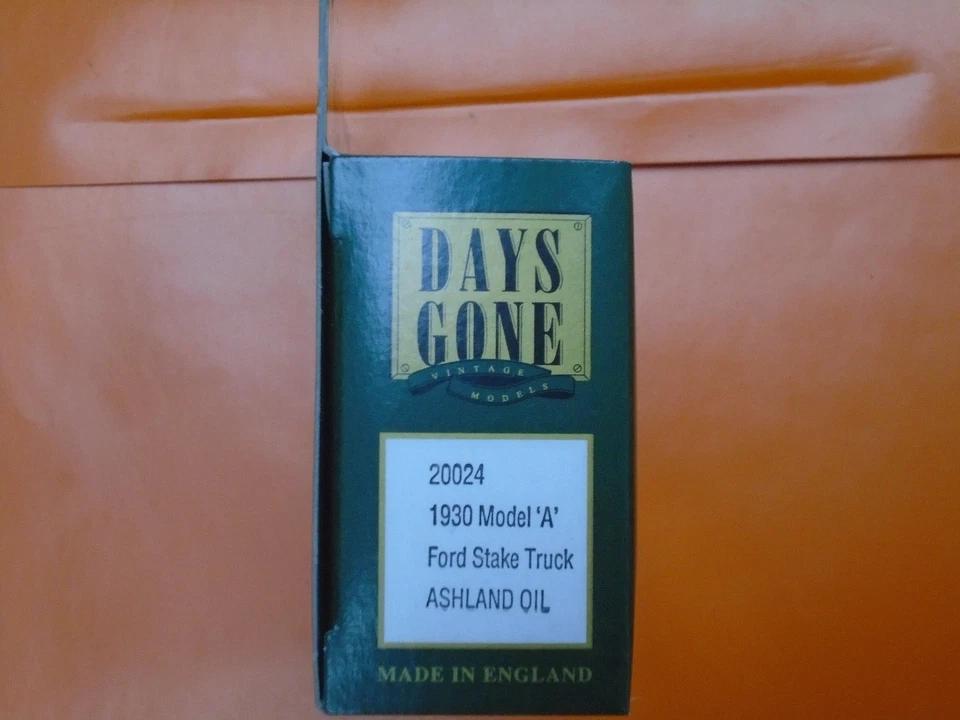 DAYS
GONE
VINTAGE
MODELS
20024
1930 Model ‘A’
Ford Stake Truck
ASHLAND OIL
MADE IN ENGLAND